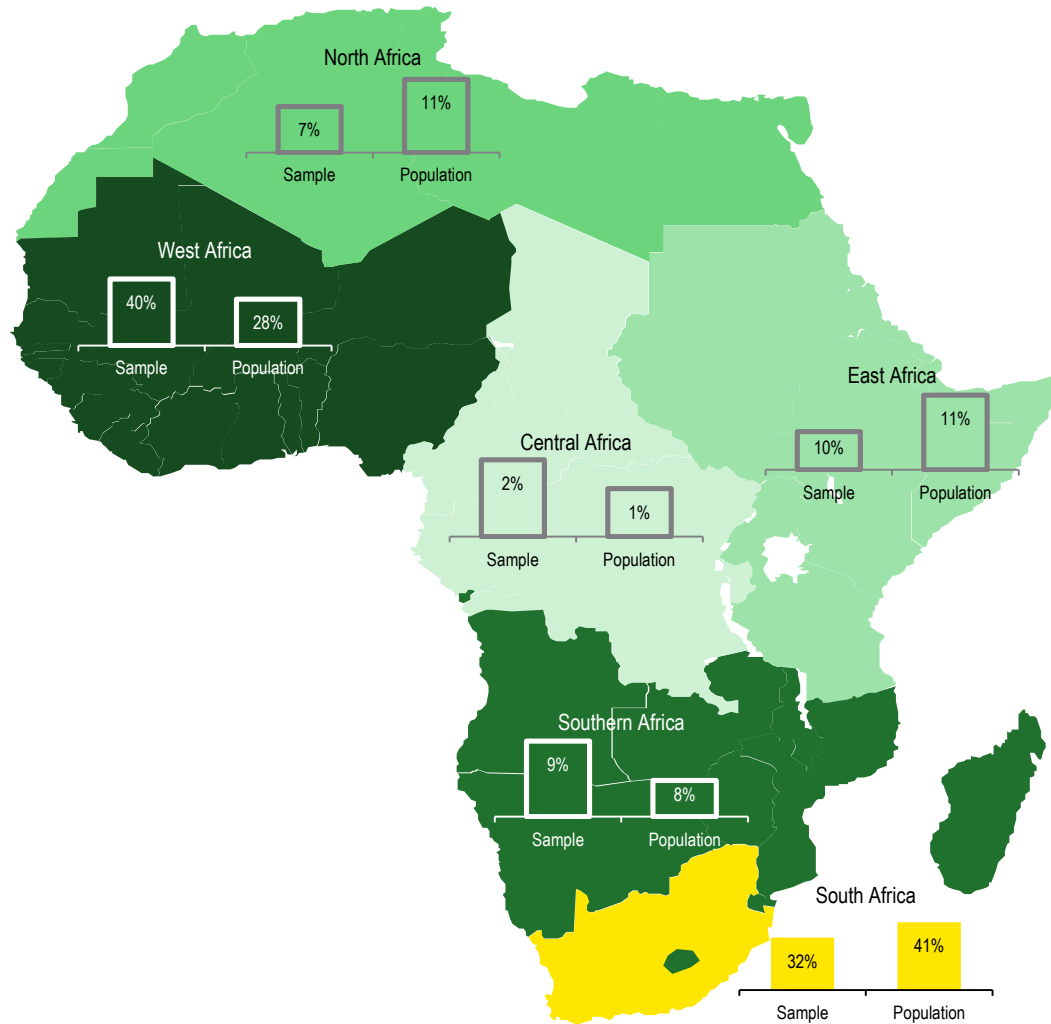 North Africa
7%
11%
Sample
Population
West Africa
40%
28%
Sample
Population
East Africa
10%
11%
Sample
Population
Central Africa
2%
1%
Sample
Population
Southern Africa
9%
8%
Sample
Population
South Africa
32%
41%
Sample
Population